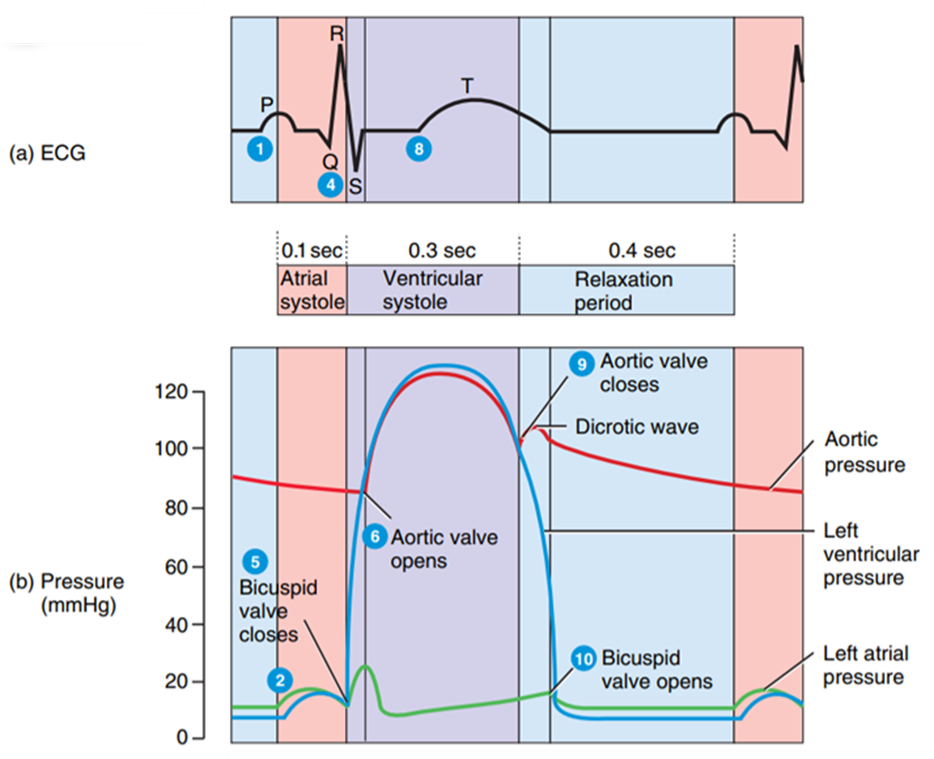 R
P
T
1
8
(a) ECG
Q
4
S
0.1 sec
0.3 sec
0.4 sec
Atrial
systole
Ventricular
systole
Relaxation
period
9
Aortic valve
closes
120
Dicrotic wave
100
Aortic
pressure
80
6
Aortic valve
opens
Left
ventricular
pressure
5
60
Bicuspid
valve
closes
(b) Pressure
(mmHg)
40
10
Bicuspid
valve opens
Left atrial
pressure
2
20
0